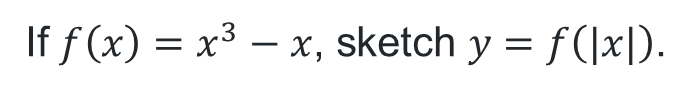 If f(x) = x³ − x, sketch y = f(|x|).